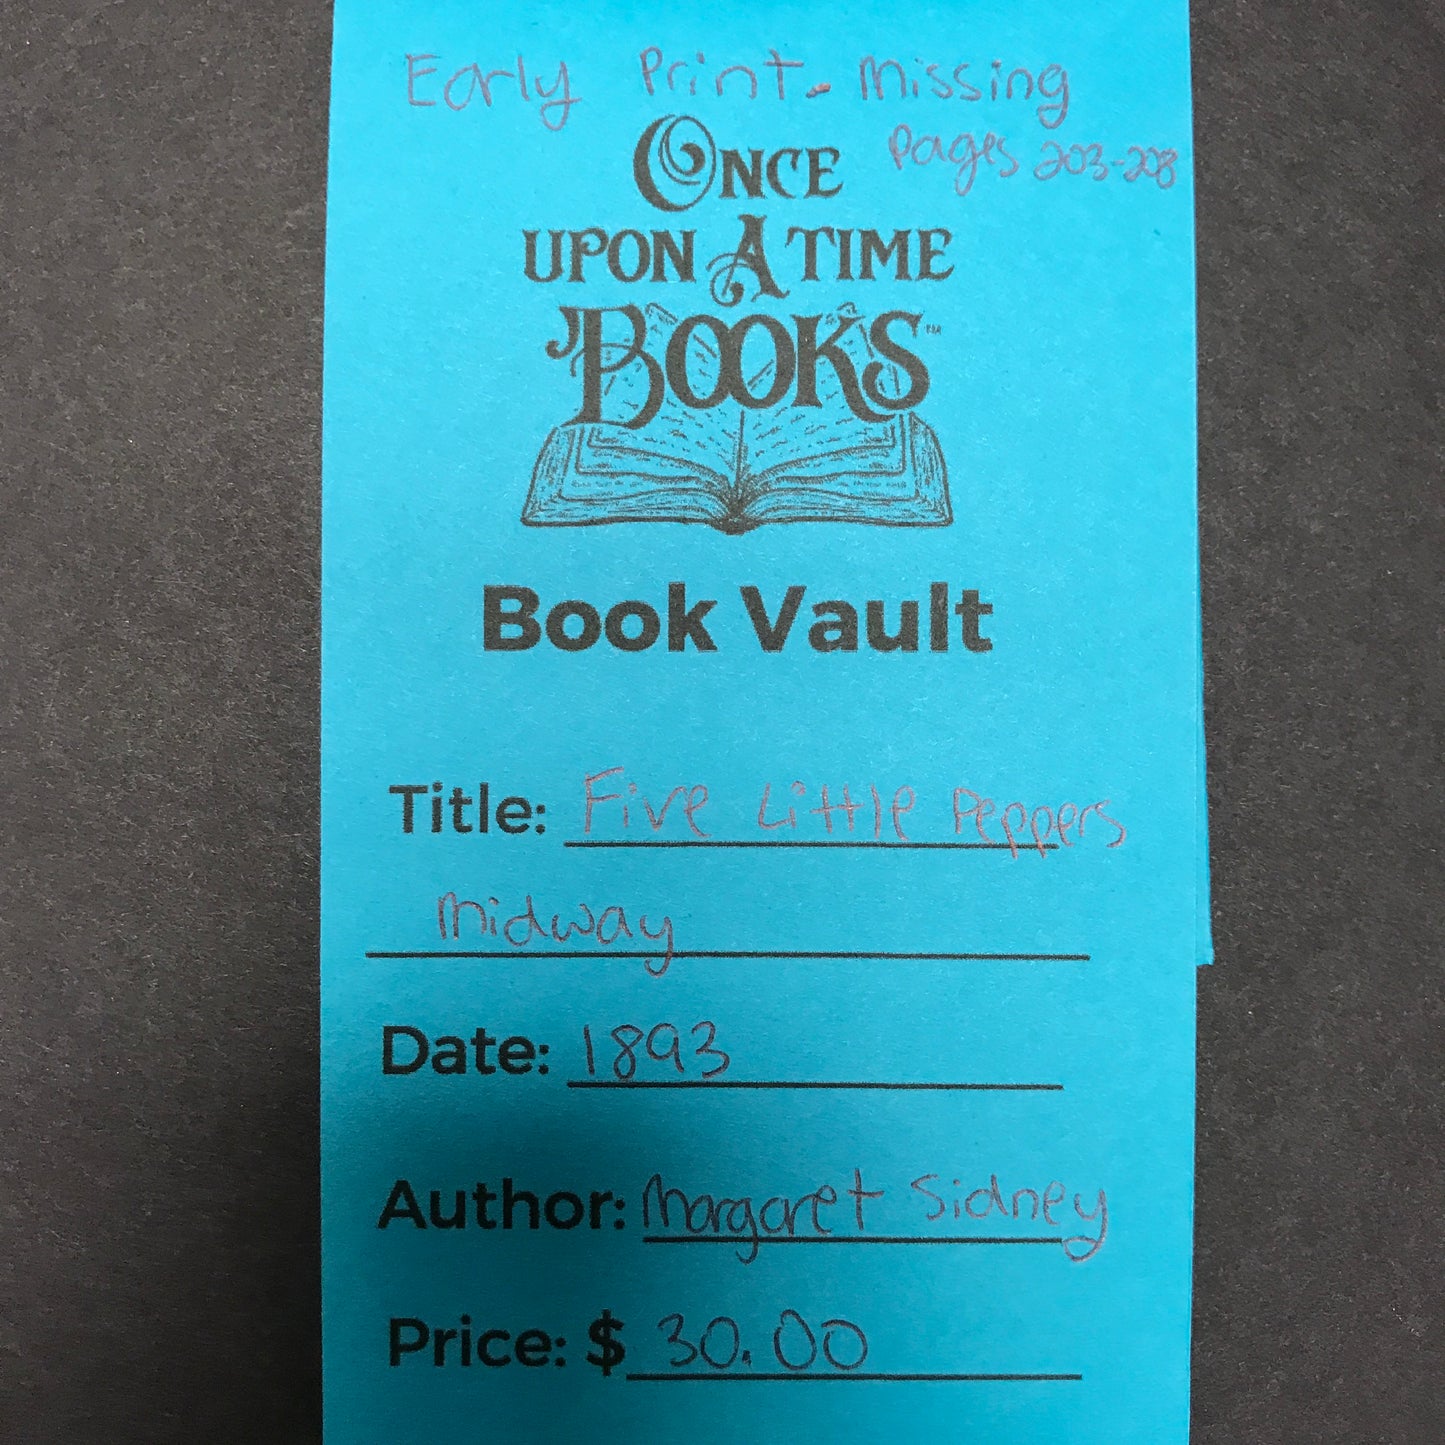 Early Print. Missing
Pages 203-208
ONCE
UPON A TIME
BOOKS™
Book Vault
Title: Five Little Peppers
Midway
Date: 1893
Author: Margaret Sidney
Price: $ 30.00